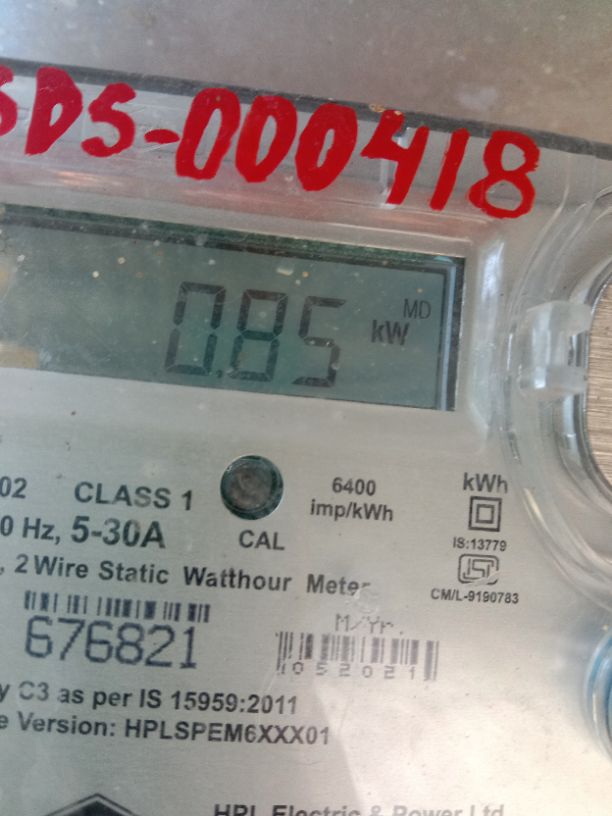 SDS-000418
0.85 kW MD
02 CLASS 1
6400 imp/kWh
kWh
0 Hz, 5-30A
CAL
IS:13779
, 2 Wire Static Watthour Meter
CM/L-9190783
676821
M/Yr.
052021
y C3 as per IS 15959:2011
e Version: HPLSPEM6XXX01
HPL Electric & Power Ltd